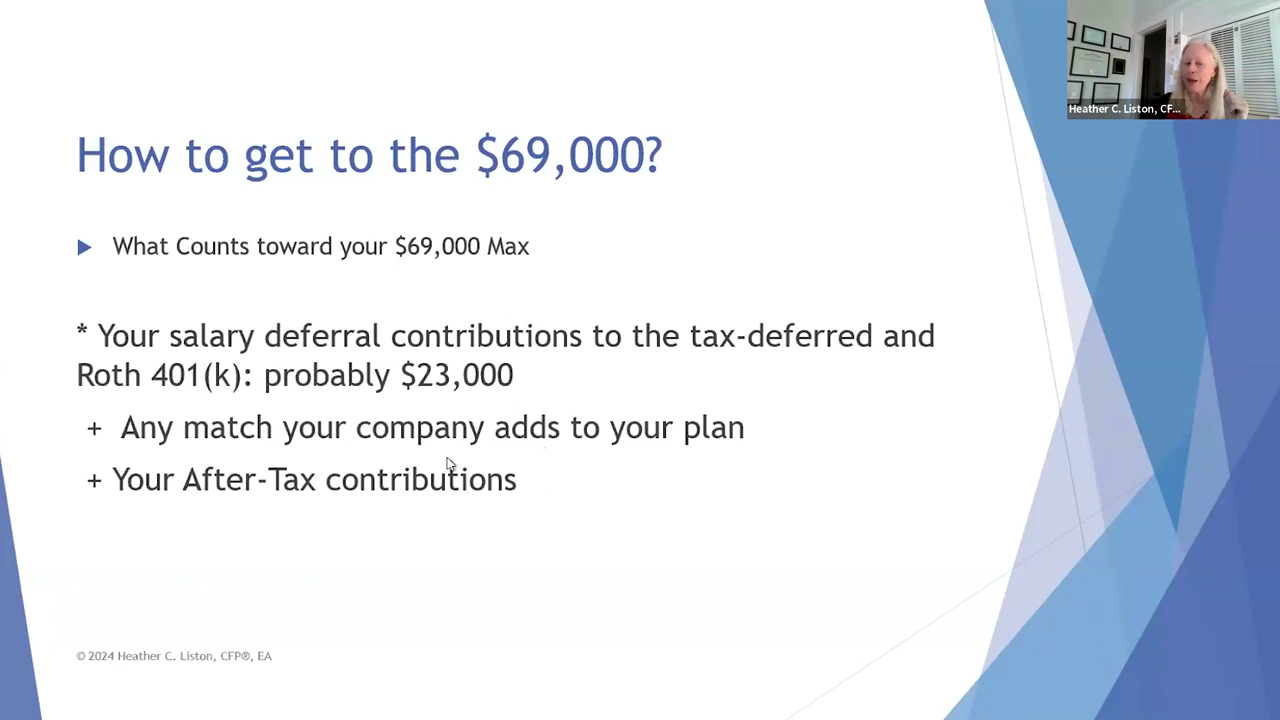 Heather C. Liston, CF...
How to get to the $69,000?
What Counts toward your $69,000 Max
* Your salary deferral contributions to the tax-deferred and
Roth 401(k): probably $23,000
+ Any match your company adds to your plan
+ Your After-Tax contributions
© 2024 Heather C. Liston, CFP®, EA